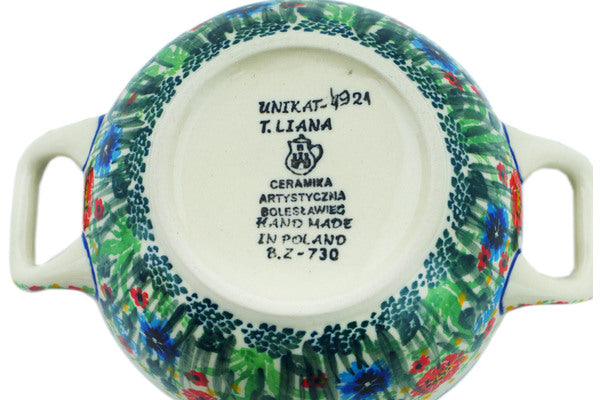 UNIKAT-4921
T. LIANA
CERAMIKA
ARTYSTYCZNA
BOLESŁAWIEC
HAND MADE
IN POLAND
B.Z-730